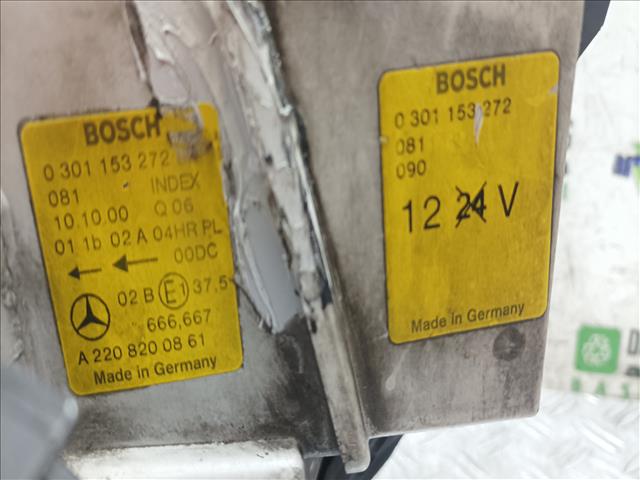 BOSCH
0 301 153 272
081 INDEX
10.10.00 Q 06
01 1b 02 A 04HR PL
00DC
02 B E1 37,5
666,667
A 220 820 08 61
Made in Germany
BOSCH
0 301 153 272
081
090
12 24 V
Made in Germany